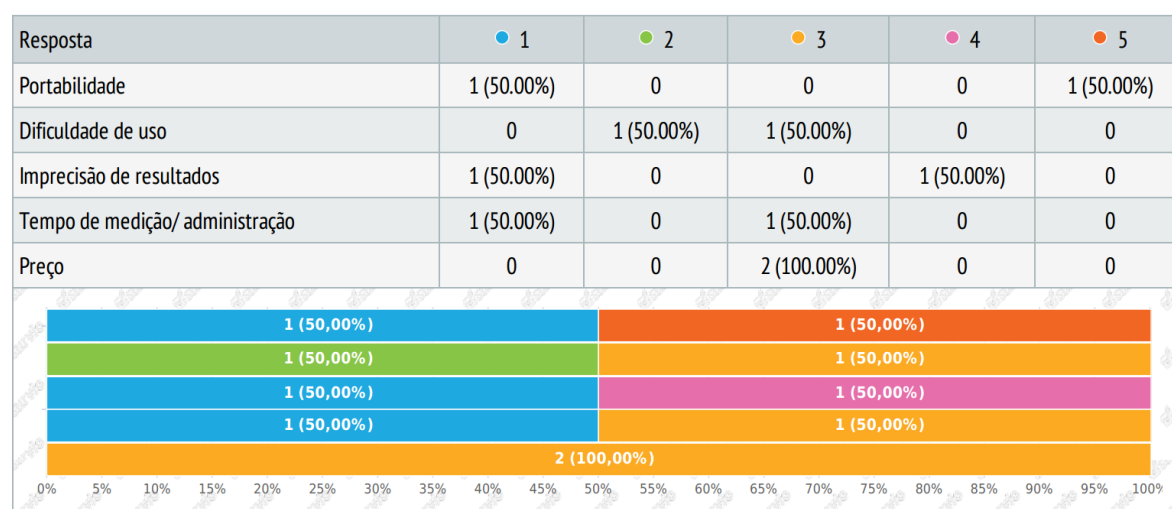 Resposta 1 2 3 4 5
Portabilidade 1 (50.00%) 0 0 0 1 (50.00%)
Dificuldade de uso 0 1 (50.00%) 1 (50.00%) 0 0
Imprecisão de resultados 1 (50.00%) 0 0 1 (50.00%) 0
Tempo de medição/ administração 1 (50.00%) 0 1 (50.00%) 0 0
Preço 0 0 2 (100.00%) 0 0
1 (50,00%) 1 (50,00%)
1 (50,00%) 1 (50,00%)
1 (50,00%) 1 (50,00%)
1 (50,00%) 1 (50,00%)
2 (100,00%)
0% 5% 10% 15% 20% 25% 30% 35% 40% 45% 50% 55% 60% 65% 70% 75% 80% 85% 90% 95% 100%